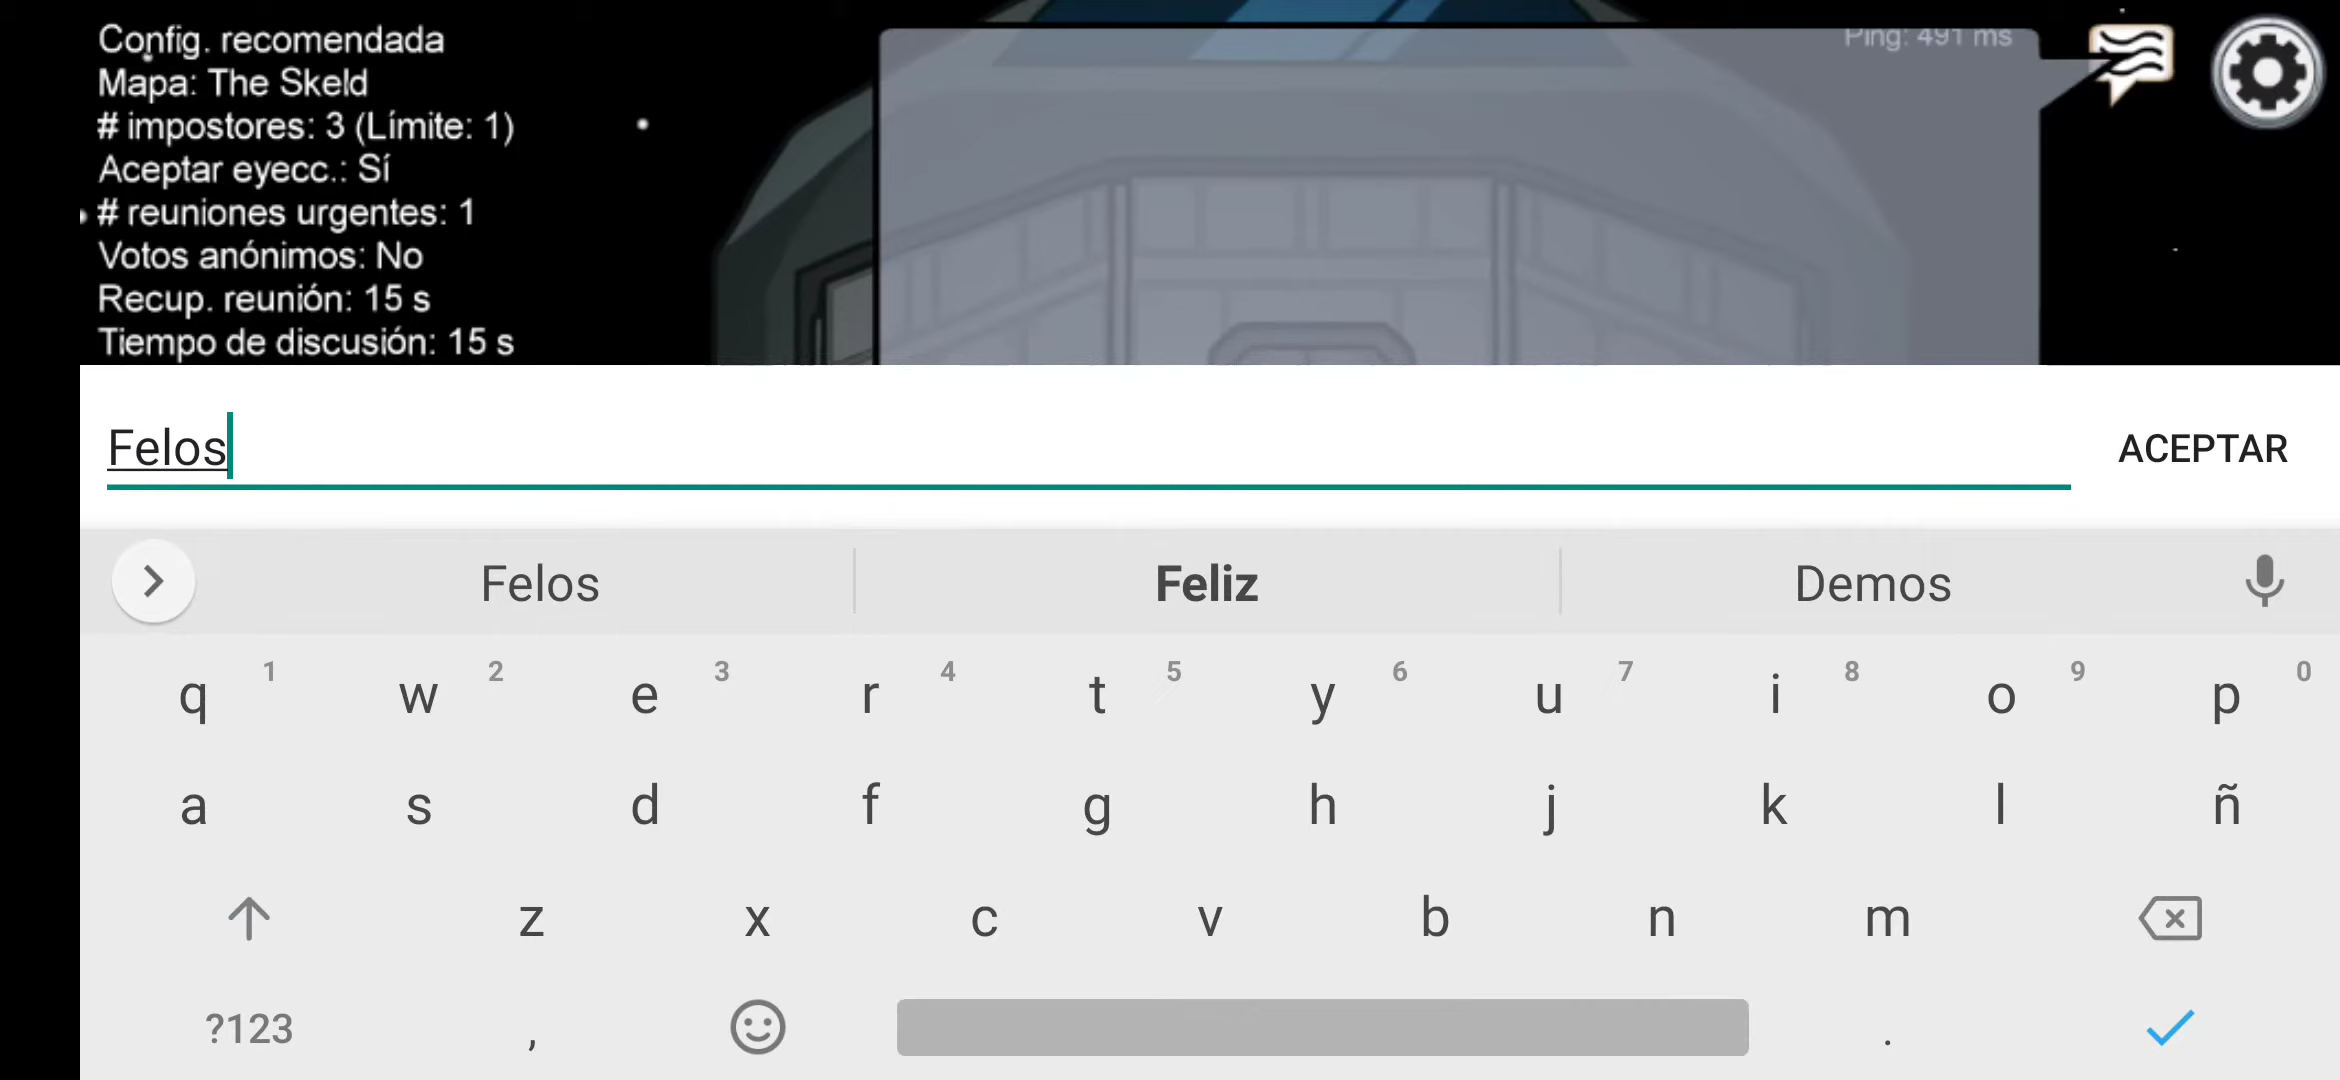 Config. recomendada
Mapa: The Skeld
# impostores: 3 (Límite: 1)
Aceptar eyecc.: Sí
# reuniones urgentes: 1
Votos anónimos: No
Recup. reunión: 15 s
Tiempo de discusión: 15 s
Ping: 491 ms
Felos
ACEPTAR
Felos Feliz Demos
1 2 3 4 5 6 7 8 9 0
q w e r t y u i o p
a s d f g h j k l ñ
z x c v b n m
?123 , .